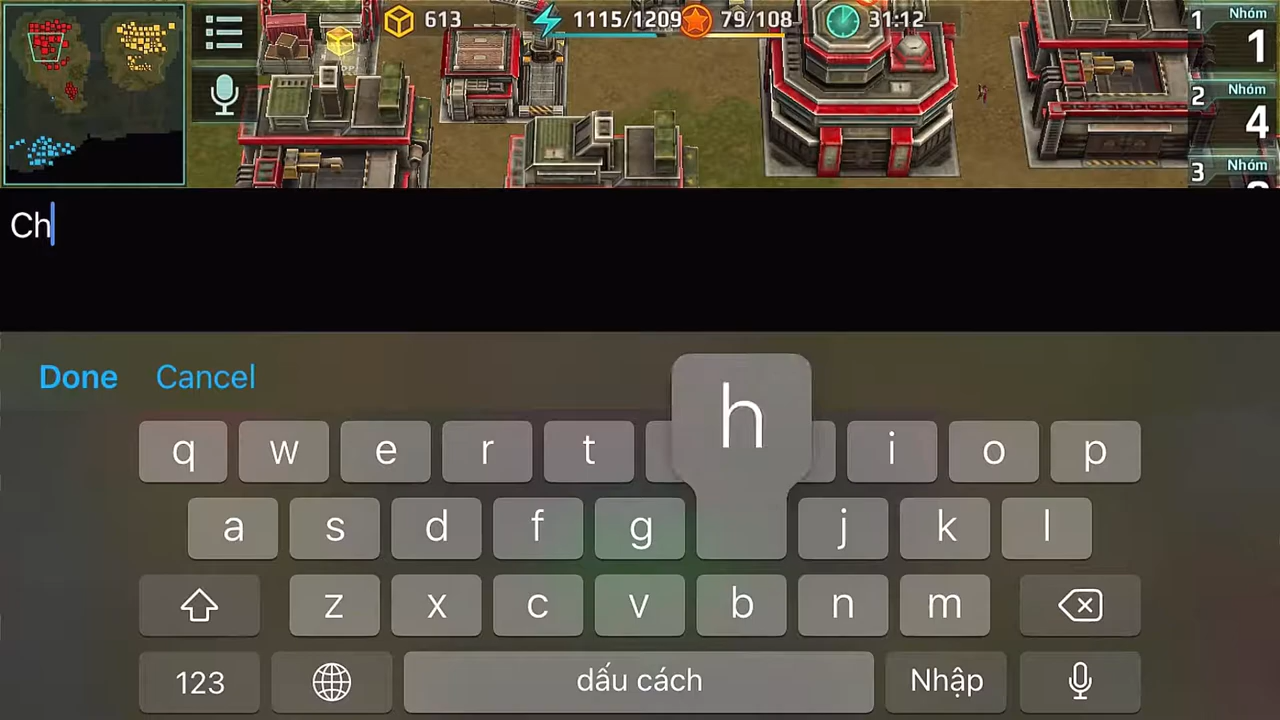 613
1115/1209
79/108
31:12
1 Nhóm
1
2 Nhóm
4
3 Nhóm
Ch
Done Cancel
h
q w e r t i o p
a s d f g j k l
z x c v b n m
123 dấu cách Nhập